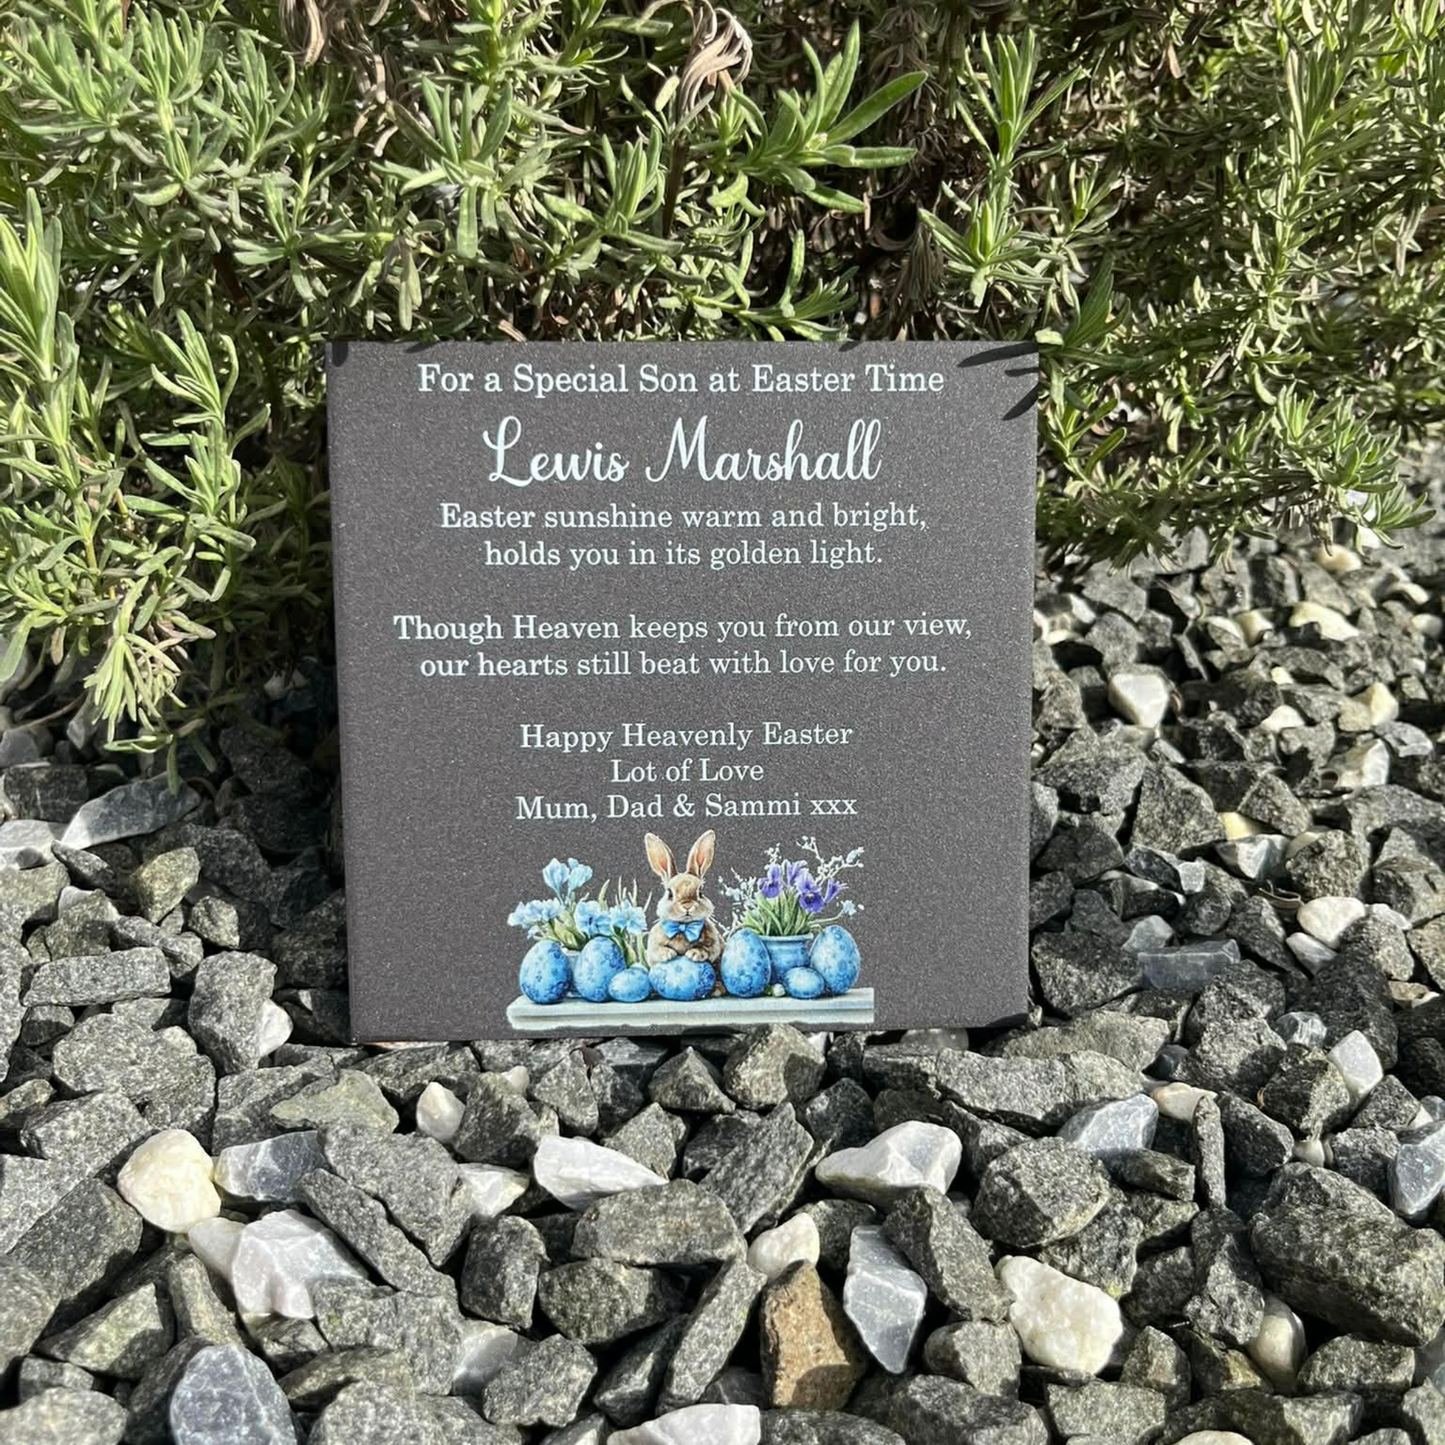 For a Special Son at Easter Time
Lewis Marshall
Easter sunshine warm and bright,
holds you in its golden light.
Though Heaven keeps you from our view,
our hearts still beat with love for you.
Happy Heavenly Easter
Lot of Love
Mum, Dad & Sammi xxx